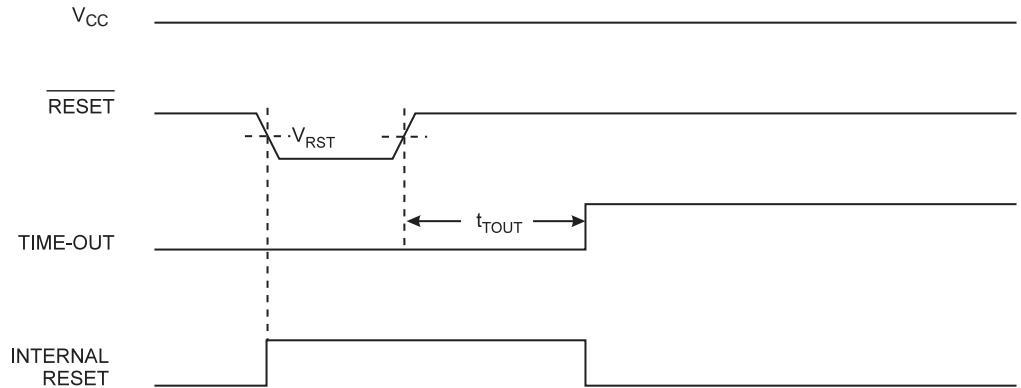 VCC
RESET
VRST
tTOUT
TIME-OUT
INTERNAL
RESET